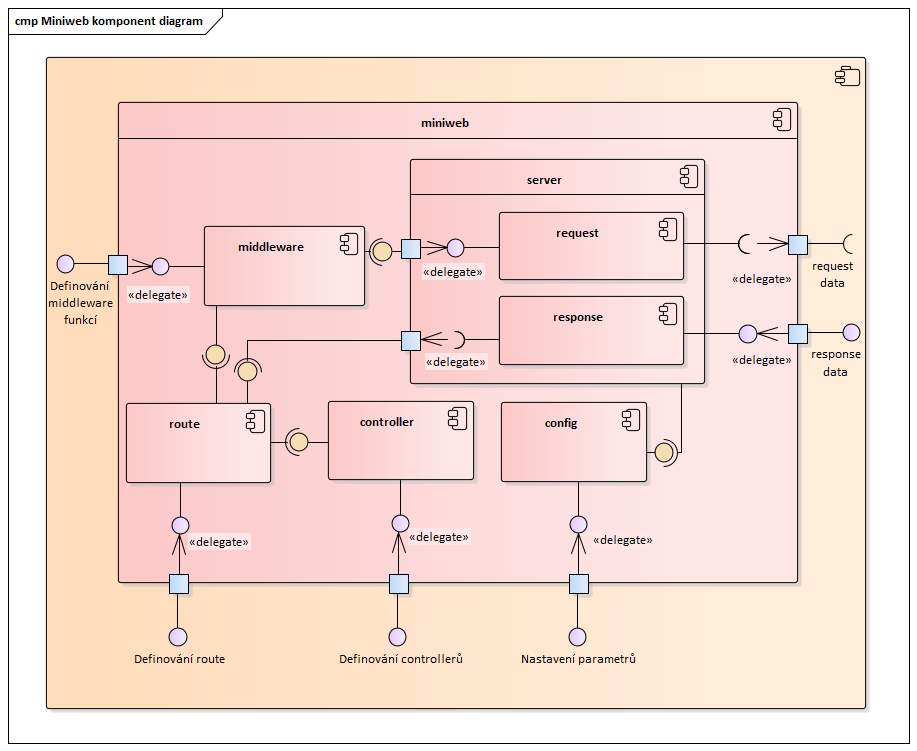 cmp Miniweb komponent diagram
miniweb
server
request
middleware
«delegate»
Definování
middleware
funkcí
«delegate»
«delegate»
request
data
response
«delegate»
«delegate»
response
data
route
controller
config
«delegate»
«delegate»
«delegate»
Definování route
Definování controllerů
Nastavení parametrů